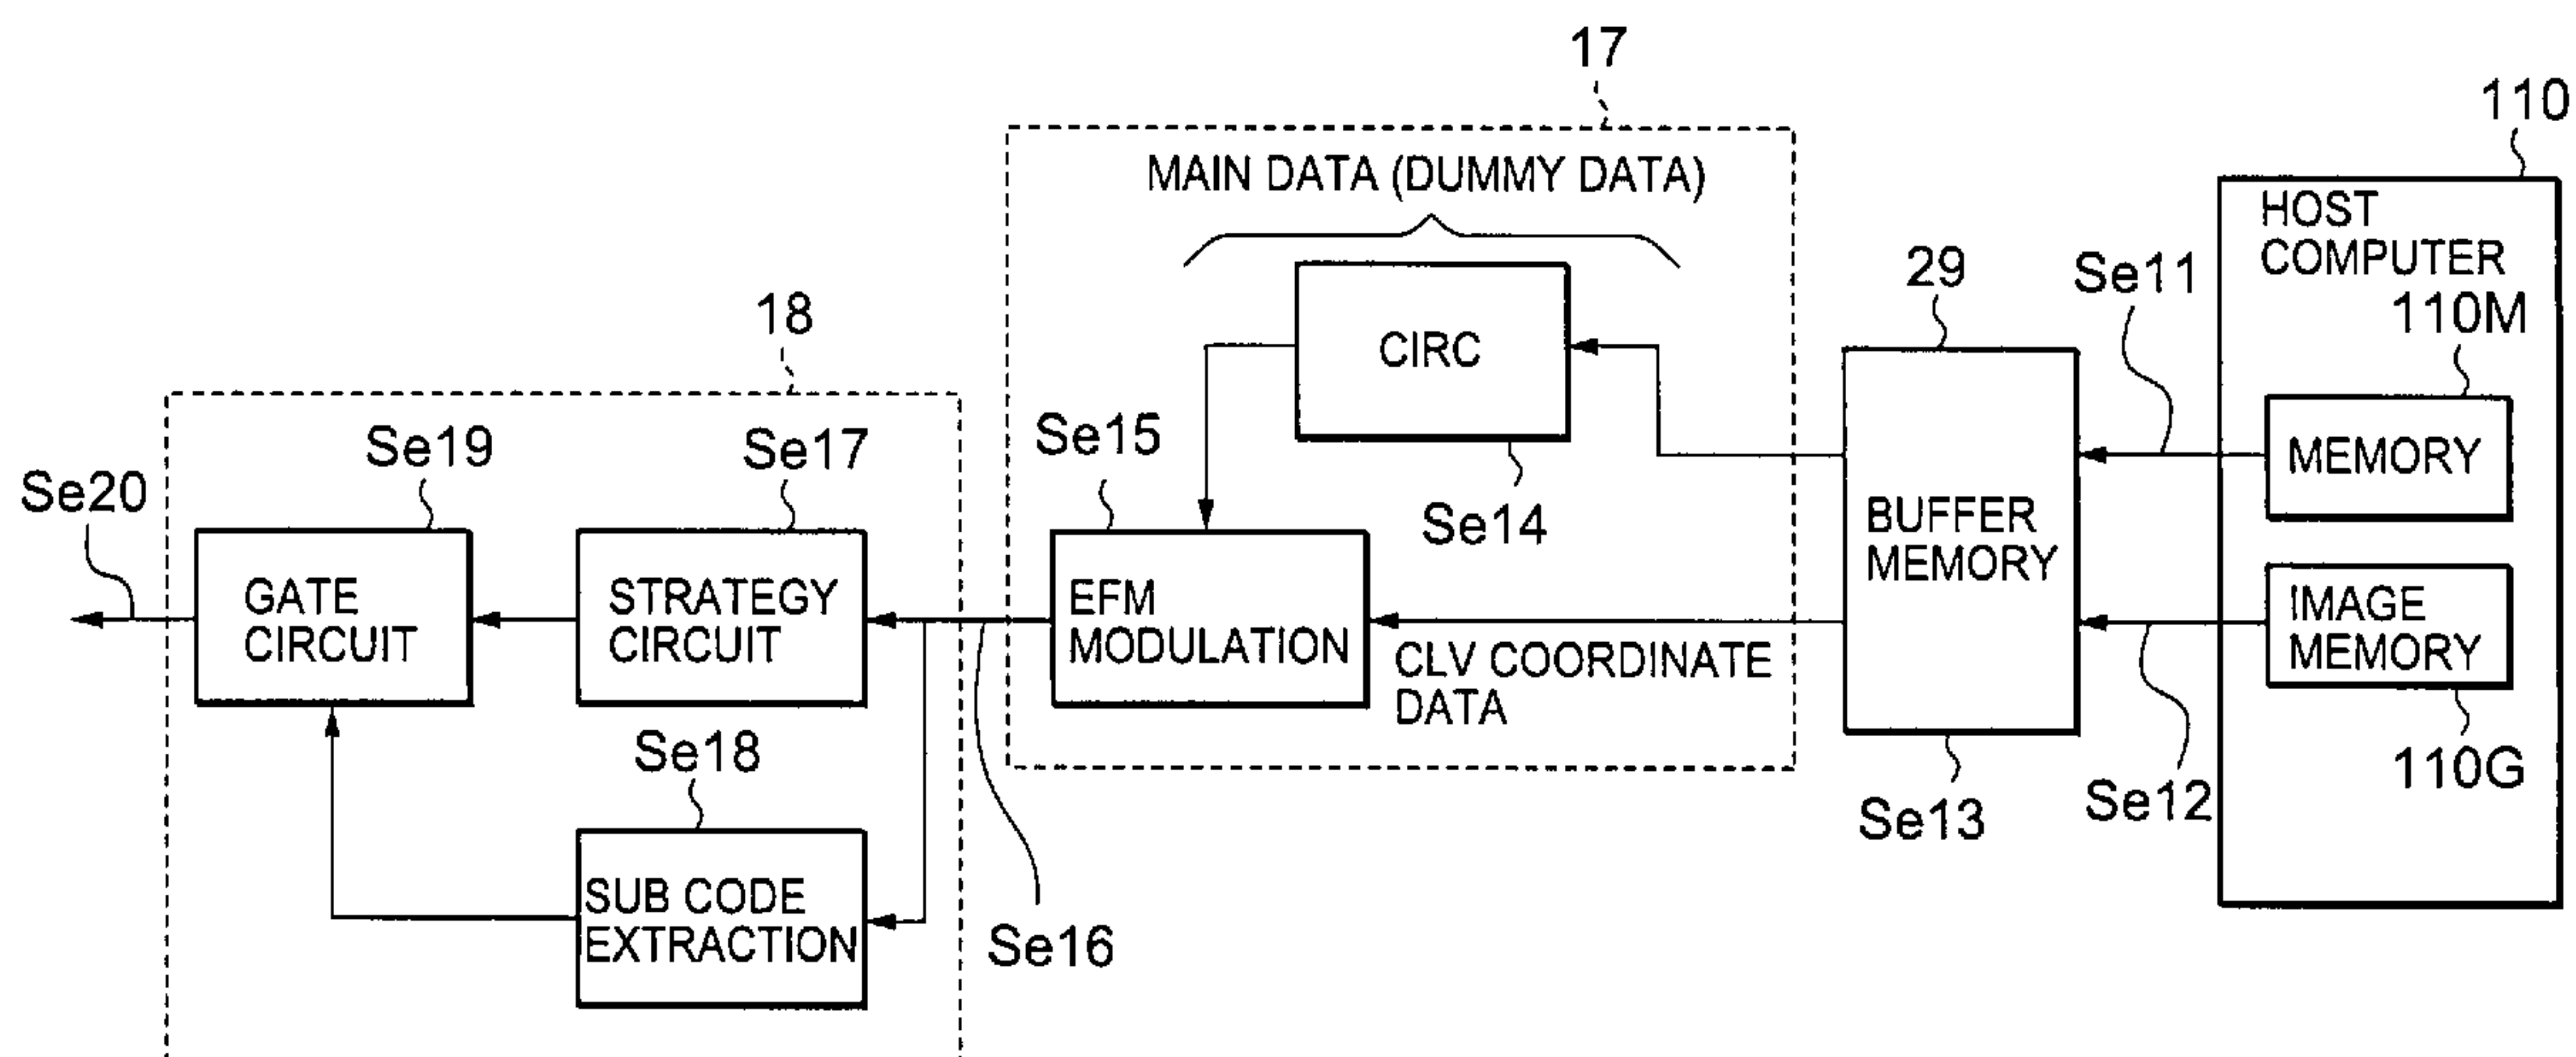 17
110
MAIN DATA (DUMMY DATA)
HOST
COMPUTER
29
Se11
110M
18
CIRC
Se15
MEMORY
Se19
Se17
Se14
Se20
BUFFER
MEMORY
GATE
CIRCUIT
STRATEGY
CIRCUIT
EFM
MODULATION
IMAGE
MEMORY
CLV COORDINATE
DATA
Se18
110G
Se12
Se13
SUB CODE
EXTRACTION
Se16